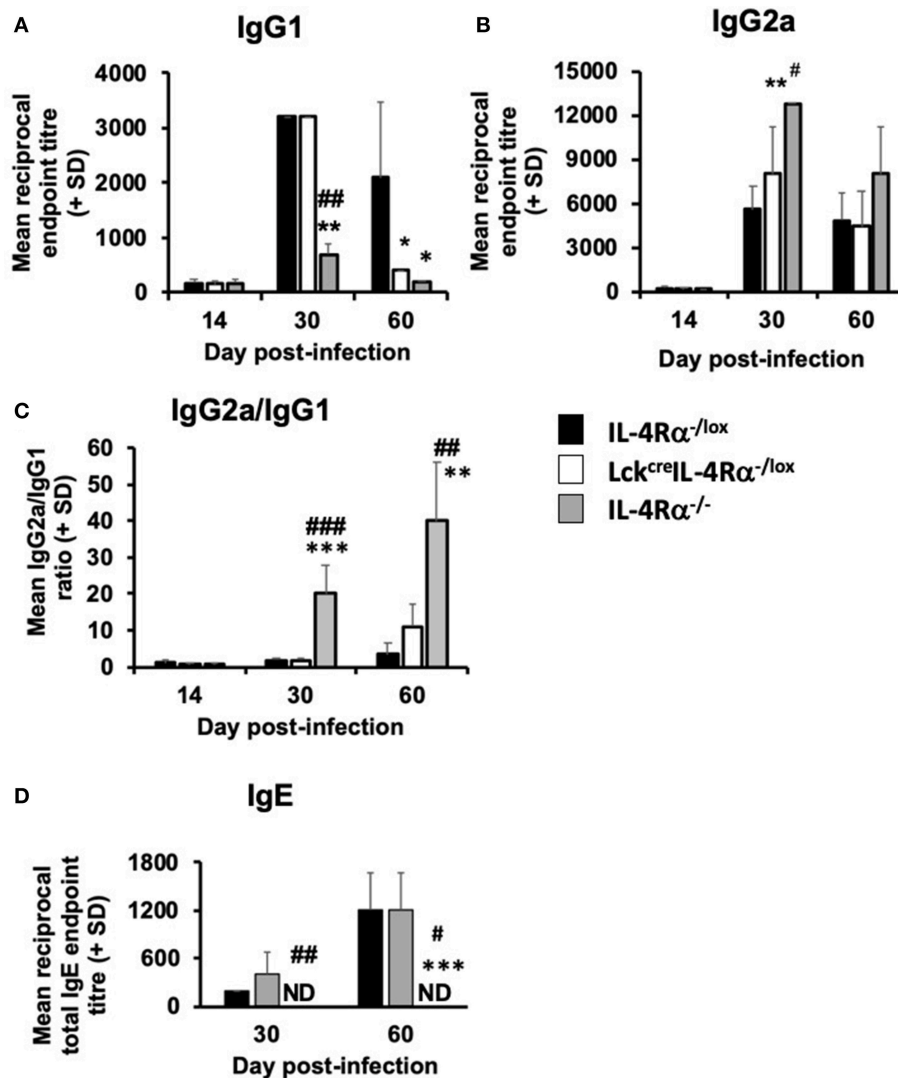 A
IgG1
Mean reciprocal
endpoint titre
(+ SD)
4000
3000
2000
1000
0
##
**
*
*
14 30 60
Day post-infection
B
IgG2a
Mean reciprocal
endpoint titre
(+ SD)
15000
12000
9000
6000
3000
0
** #
14 30 60
Day post-infection
C
IgG2a/IgG1
Mean IgG2a/IgG1
ratio (+ SD)
60
50
40
30
20
10
0
###
***
##
**
14 30 60
Day post-infection
IL-4Rα-/lox
LckcreIL-4Rα-/lox
IL-4Rα-/-
D
IgE
Mean reciprocal
total IgE endpoint
titre (+ SD)
1800
1200
600
0
##
ND
#
***
ND
30 60
Day post-infection